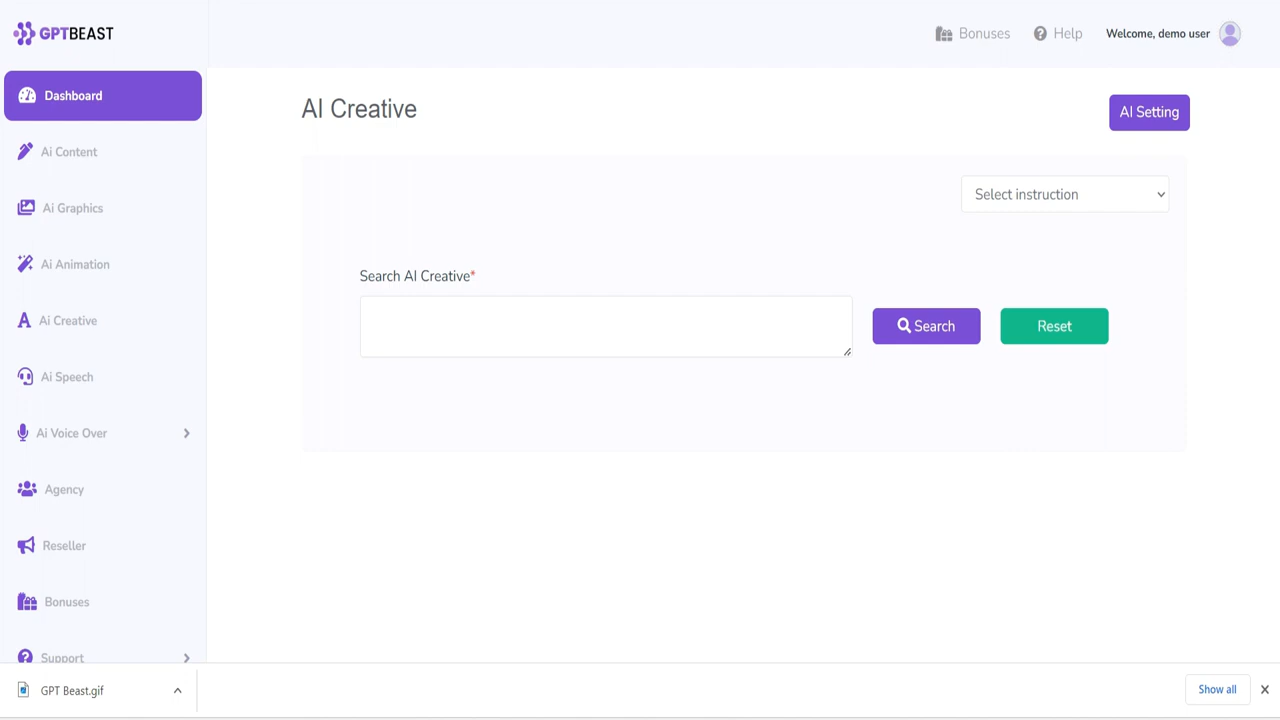 GPTBEAST
Bonuses
Help
Welcome, demo user
Dashboard
Ai Content
Ai Graphics
Ai Animation
Ai Creative
Ai Speech
Ai Voice Over
Agency
Reseller
Bonuses
Support
AI Creative
AI Setting
Select instruction
Search AI Creative*
Search
Reset
GPT Beast.gif
Show all